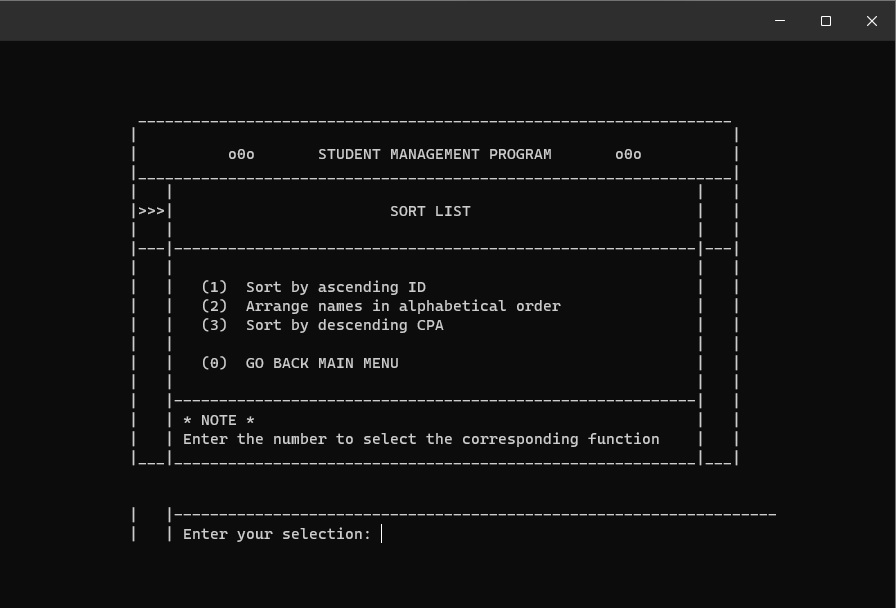 o0o STUDENT MANAGEMENT PROGRAM o0o
>>> SORT LIST
(1) Sort by ascending ID
(2) Arrange names in alphabetical order
(3) Sort by descending CPA
(0) GO BACK MAIN MENU
* NOTE *
Enter the number to select the corresponding function
Enter your selection: